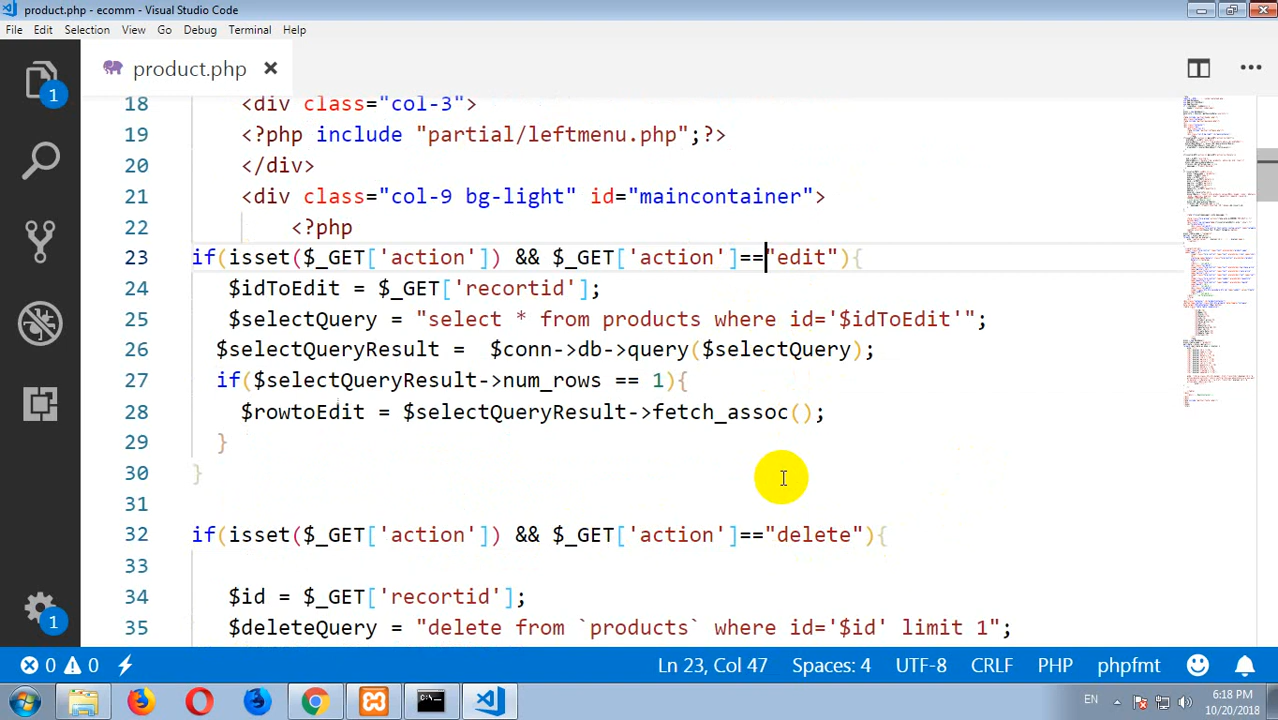 product.php - ecomm - Visual Studio Code
File Edit Selection View Go Debug Terminal Help
product.php
18 <div class="col-3">
19 <?php include "partial/leftmenu.php";?>
20 </div>
21 <div class="col-9 bg-light" id="maincontainer">
22 <?php
23 if(isset($_GET['action']) && $_GET['action']=="edit"){
24 $idToEdit = $_GET['recortid'];
25 $selectQuery = "select * from products where id='$idToEdit'";
26 $selectQueryResult = $conn->db->query($selectQuery);
27 if($selectQueryResult->num_rows == 1){
28 $rowtoEdit = $selectQueryResult->fetch_assoc();
29 }
30 }
31
32 if(isset($_GET['action']) && $_GET['action']=="delete"){
33
34 $id = $_GET['recortid'];
35 $deleteQuery = "delete from `products` where id='$id' limit 1";
1
1
0 0 Ln 23, Col 47 Spaces: 4 UTF-8 CRLF PHP phpfmt
EN 6:18 PM
10/20/2018